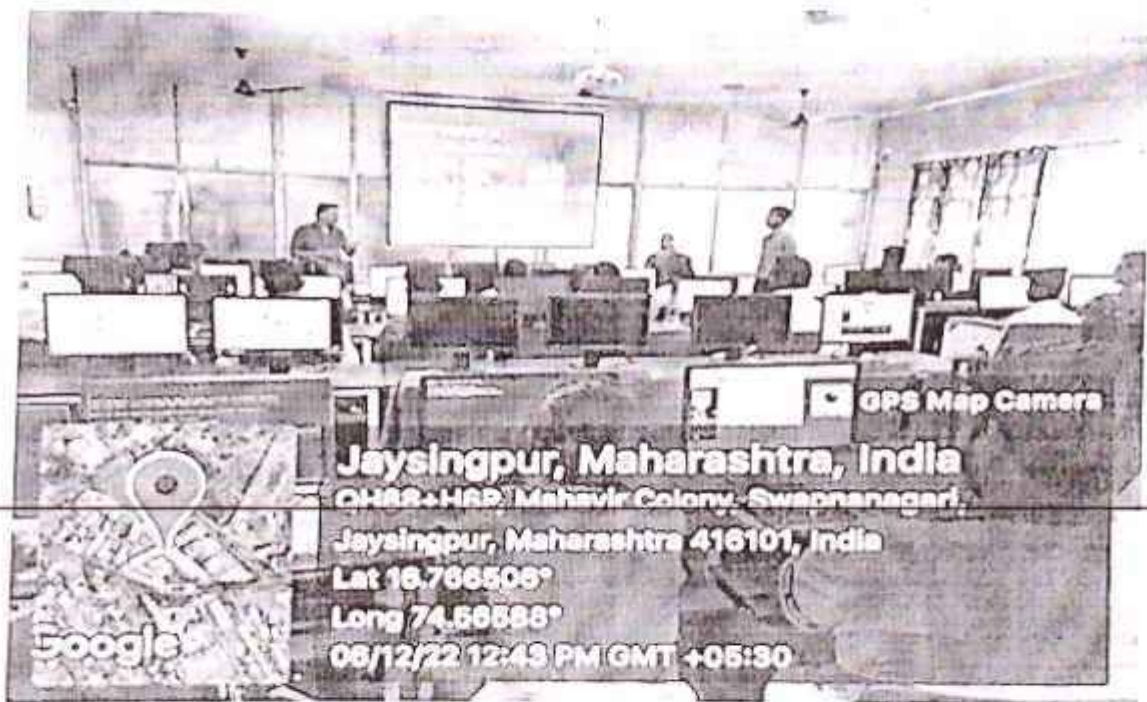 GPS Map Camera
Jaysingpur, Maharashtra, India
Mahavir Colony, Swapnanagari,
Jaysingpur, Maharashtra 416101, India
Lat 16.766506°
Long 74.56588°
06/12/22 12:43 PM GMT +05:30
Google